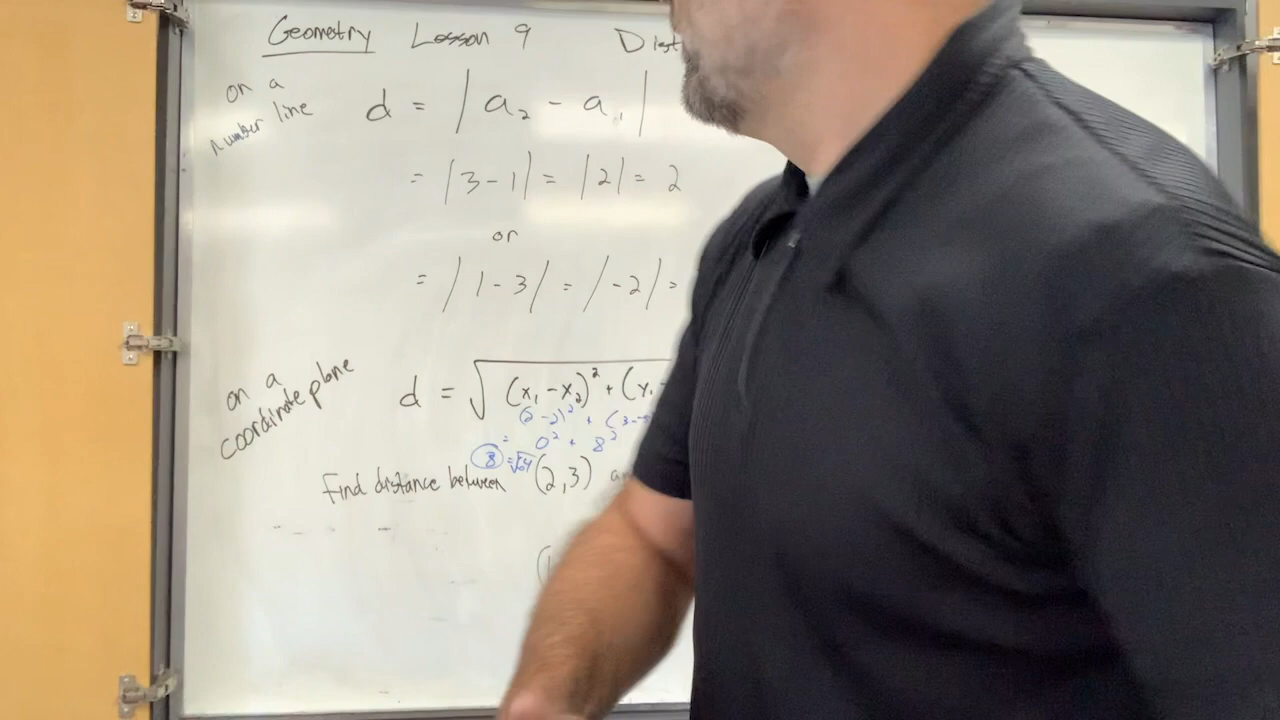 Geometry Lesson 9 Dist
on a
number line
d = | a₂ - a₁ |
= |3 - 1| = |2| = 2
or
= |1 - 3| = |-2| =
on a
coordinate plane
d = √(x₁ - x₂)² + (y₁ -
(2 - 2)² + (3 -
= 0² + 8²
8 = √64
Find distance between (2,3) an